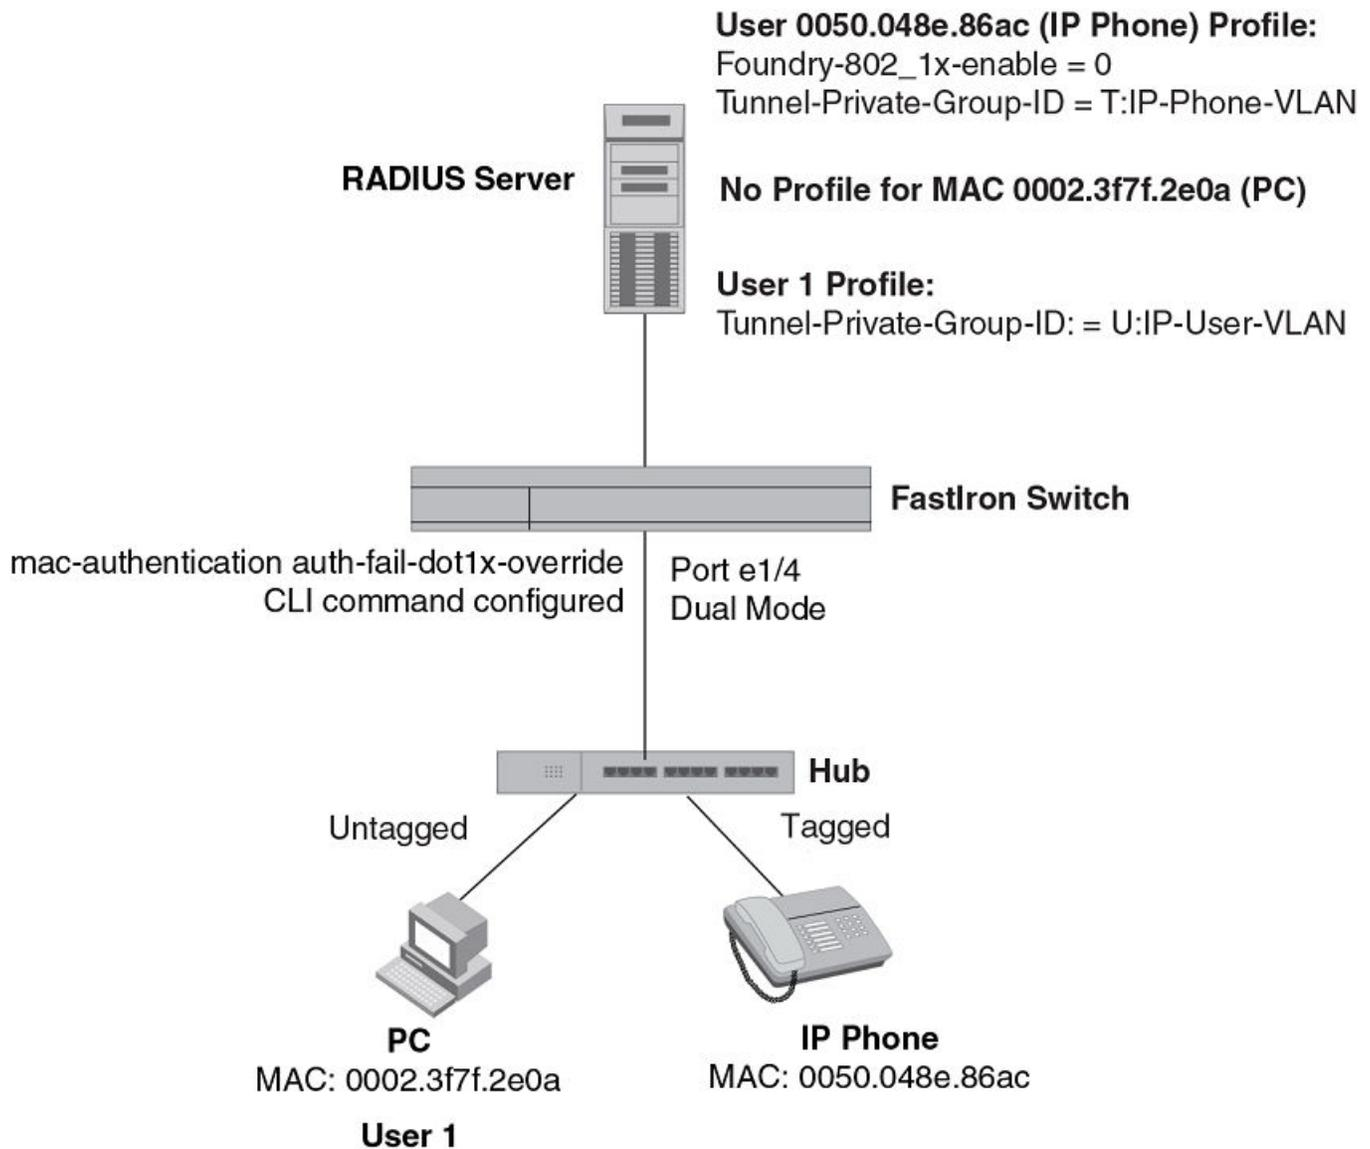 User 0050.048e.86ac (IP Phone) Profile:
Foundry-802_1x-enable = 0
Tunnel-Private-Group-ID = T:IP-Phone-VLAN
RADIUS Server
No Profile for MAC 0002.3f7f.2e0a (PC)
User 1 Profile:
Tunnel-Private-Group-ID: = U:IP-User-VLAN
FastIron Switch
mac-authentication auth-fail-dot1x-override
CLI command configured
Port e1/4
Dual Mode
Hub
Untagged
Tagged
PC
MAC: 0002.3f7f.2e0a
User 1
IP Phone
MAC: 0050.048e.86ac